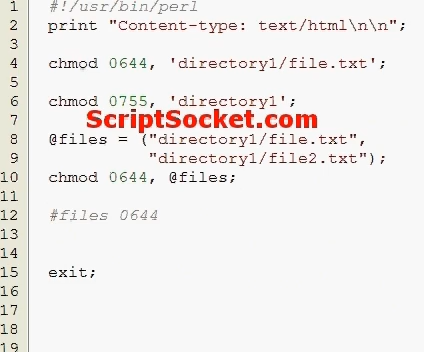 1 #!/usr/bin/perl
2 print "Content-type: text/html\n\n";
3
4 chmod 0644, 'directory1/file.txt';
5
6 chmod 0755, 'directory1';
7
ScriptSocket.com
8 @files = ("directory1/file.txt",
9 "directory1/file2.txt");
10 chmod 0644, @files;
11
12 #files 0644
13
14
15 exit;
16
17
18
19